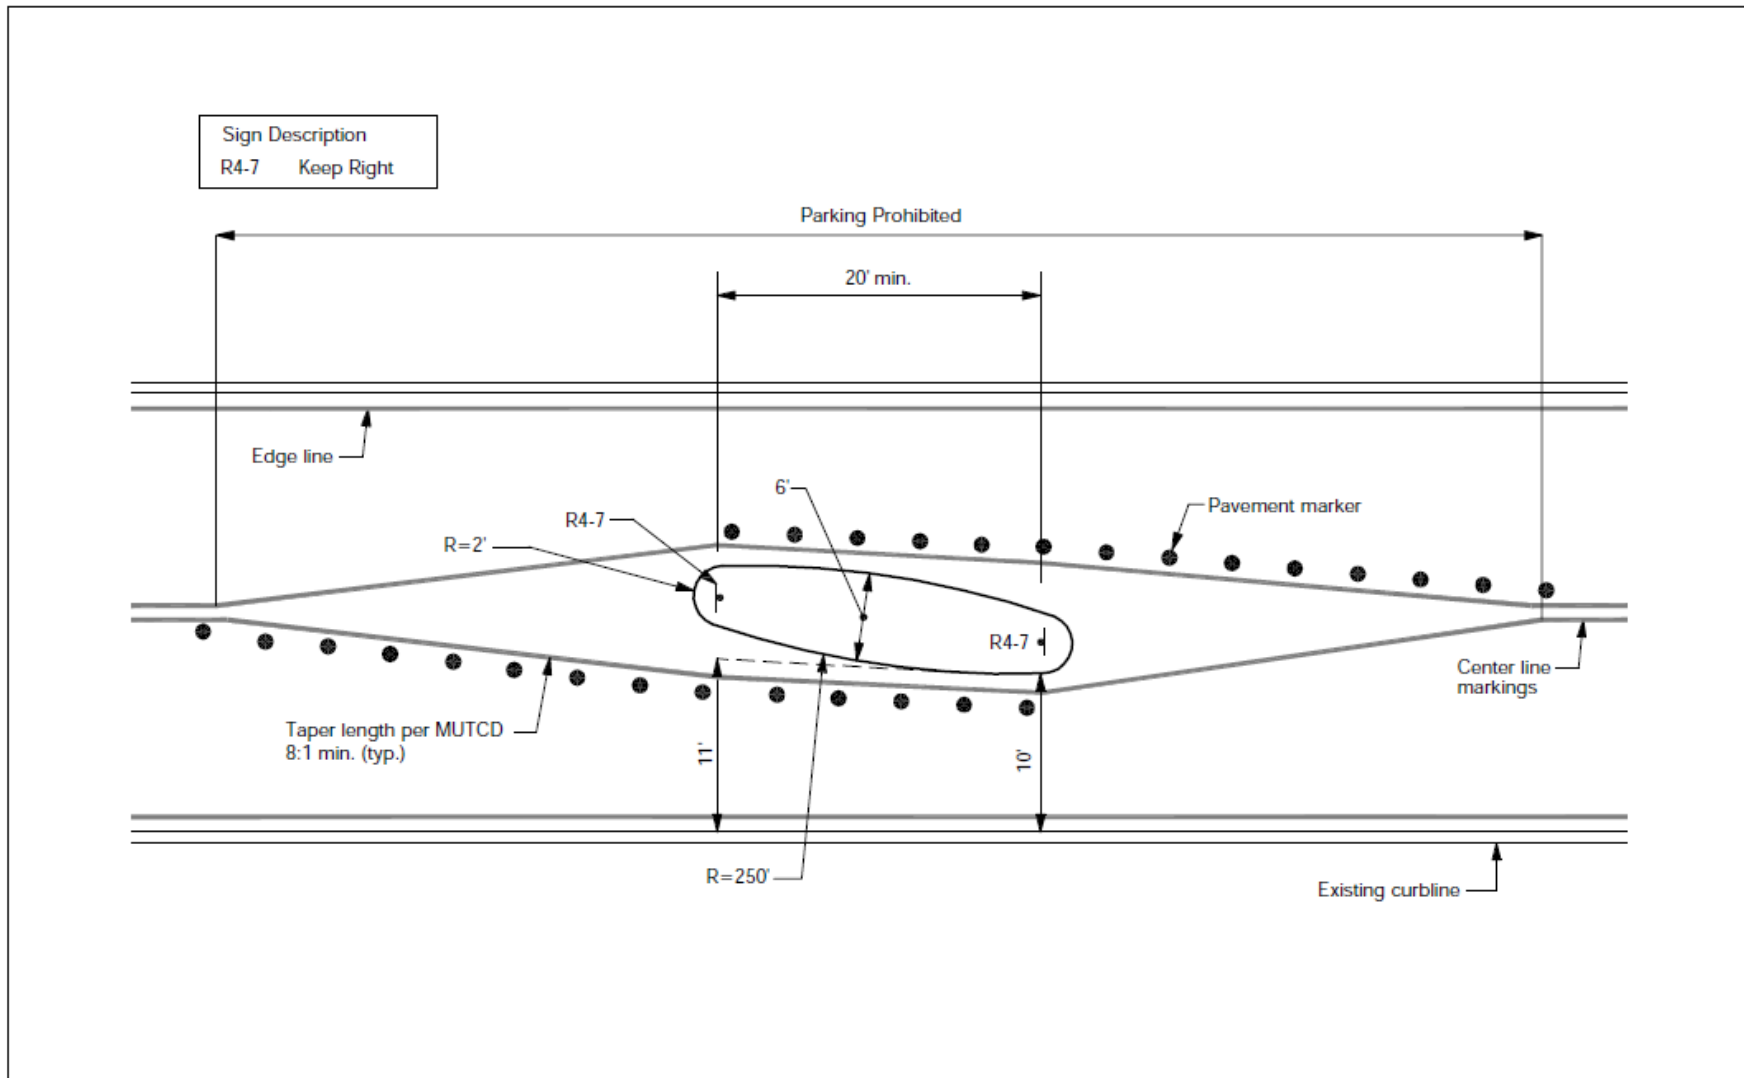 Sign Description
R4-7 Keep Right
Parking Prohibited
20' min.
Edge line
6'
Pavement marker
R4-7
R=2'
R4-7
Center line
markings
Taper length per MUTCD
8:1 min. (typ.)
11'
10'
R=250'
Existing curbline